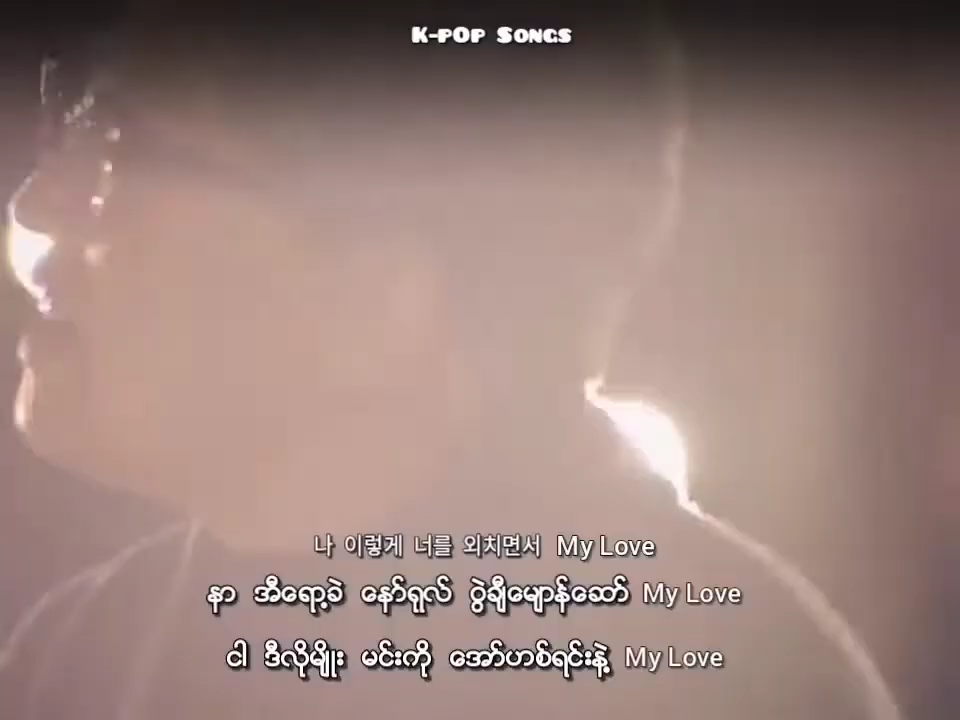 K-pOp Songs
나 이렇게 너를 외치면서 My Love
နာ အီရော့ခဲ နော်ရုလ် ဝွဲချီမျောန်ဆော် My Love
ငါ ဒီလိုမျိုး မင်းကို အော်ဟစ်ရင်းနဲ့ My Love